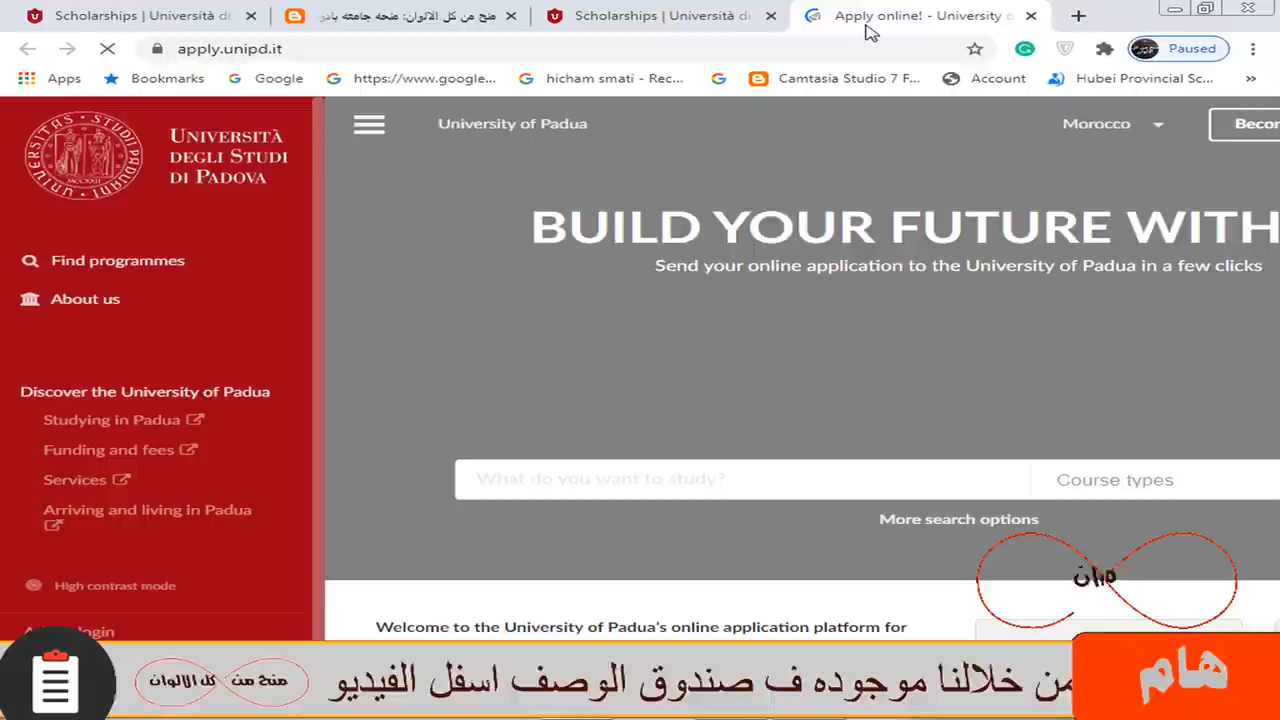 Scholarships | Università di
منح من كل الالوان: منحه جامعه بادو
Scholarships | Università d
Apply online! - University o
apply.unipd.it
Paused
Apps
Bookmarks
Google
https://www.google...
hicham smati - Rec...
Camtasia Studio 7 F...
Account
Hubei Provincial Sc...
UNIVERSITÀ
DEGLI STUDI
DI PADOVA
University of Padua
Morocco
BUILD YOUR FUTURE WITH
Send your online application to the University of Padua in a few clicks
Find programmes
About us
Discover the University of Padua
Studying in Padua
Funding and fees
Services
Arriving and living in Padua
What do you want to study?
Course types
More search options
High contrast mode
login
Welcome to the University of Padua's online application platform for
منح من كل الالوان
من خلالنا موجوده ف صندوق الوصف اسفل الفيديو
هام